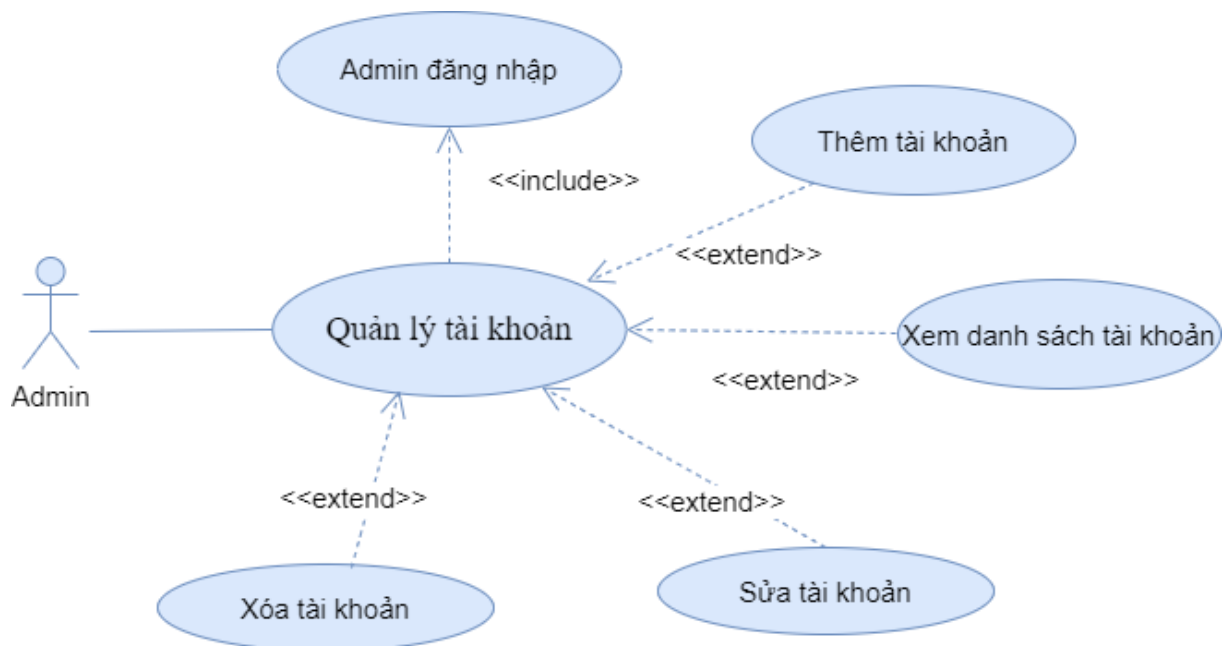 Admin đăng nhập
Thêm tài khoản
<<include>>
<<extend>>
Quản lý tài khoản
Xem danh sách tài khoản
<<extend>>
Admin
<<extend>>
<<extend>>
Sửa tài khoản
Xóa tài khoản